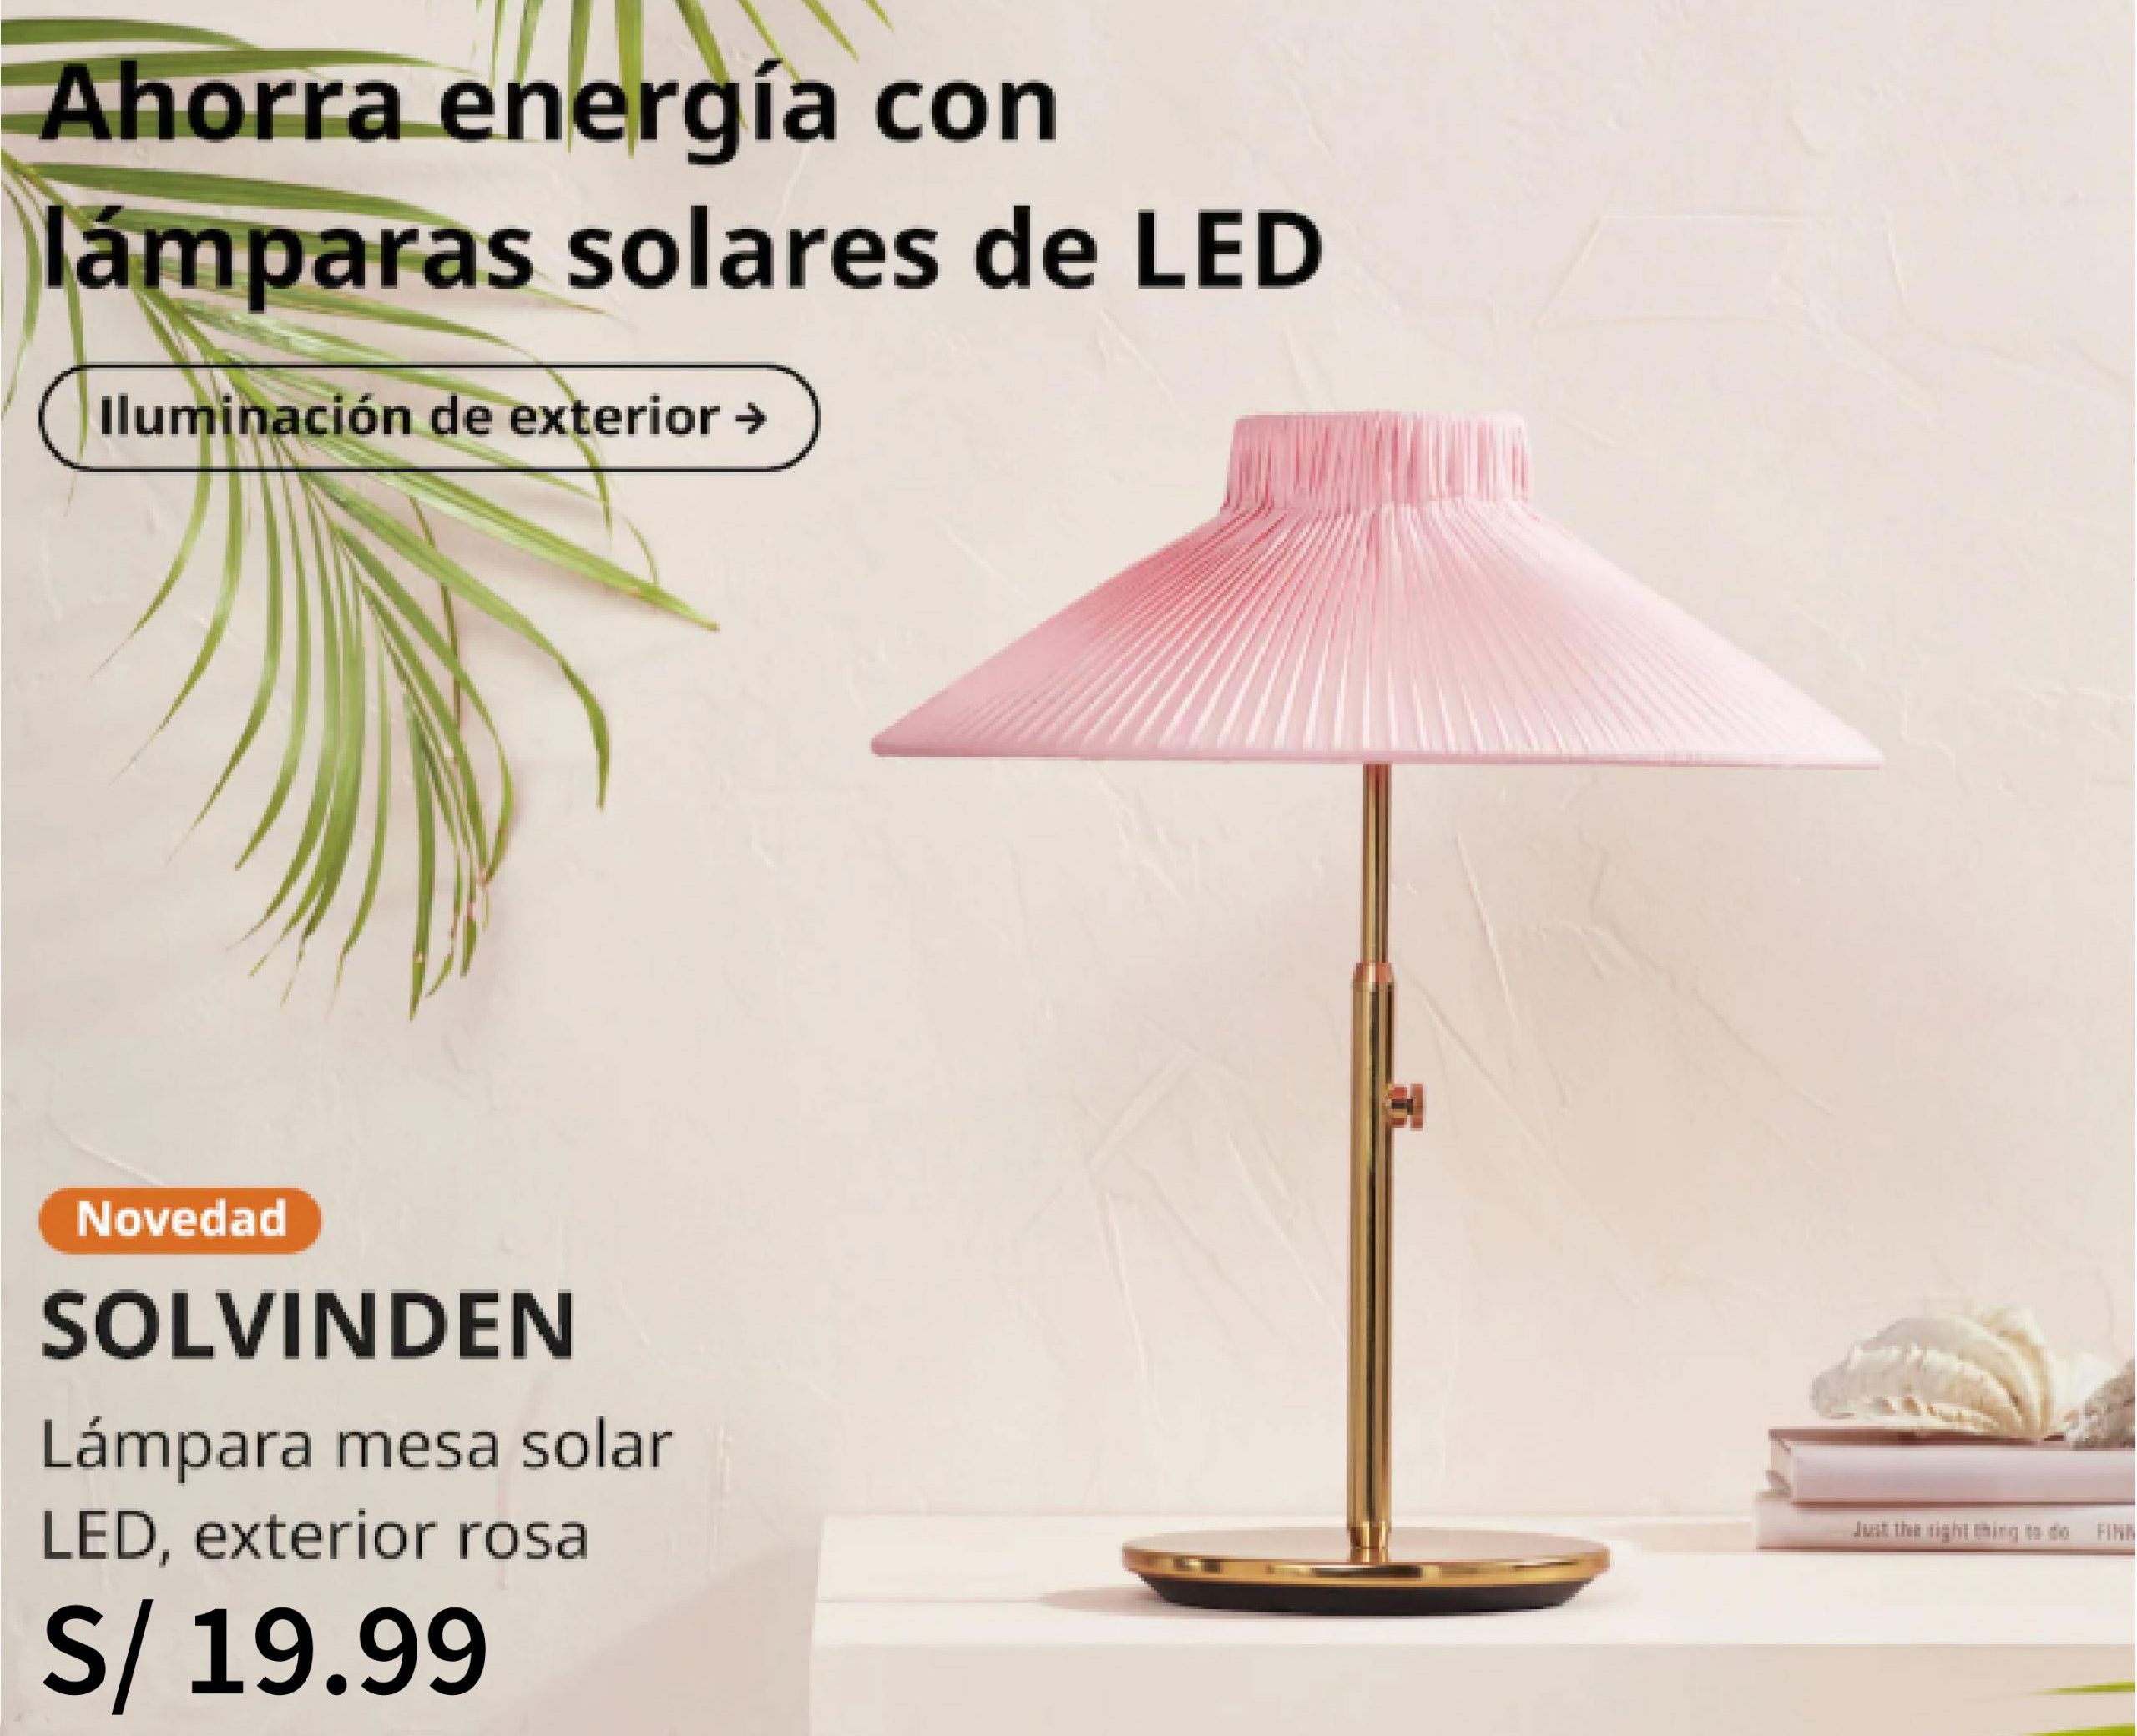 Ahorra energía con
lámparas solares de LED
Iluminación de exterior →
Novedad
SOLVINDEN
Lámpara mesa solar
LED, exterior rosa
S/ 19.99
Just the right thing to do FINN